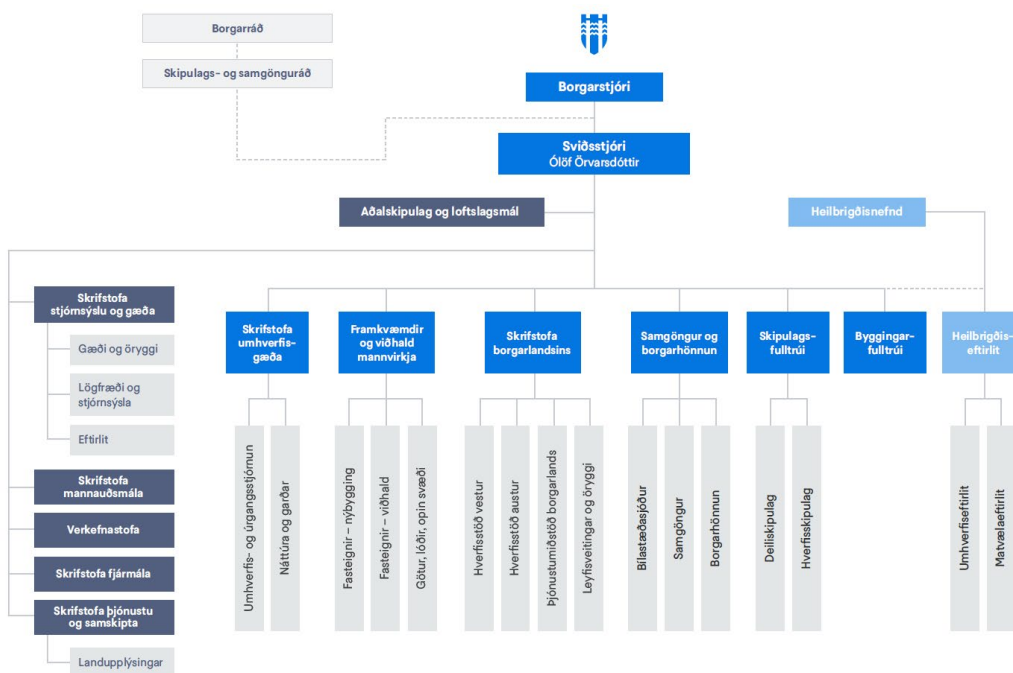 Borgarráð
Skipulags- og samgönguráð
Borgarstjóri
Sviðsstjóri
Ólöf Örvarsdóttir
Aðalskipulag og loftslagsmál
Heilbrigðisnefnd
Skrifstofa
stjórnsýslu og gæða
Gæði og öryggi
Lögfræði og
stjórnsýsla
Eftirlit
Skrifstofa
mannauðsmála
Verkefnastofa
Skrifstofa fjármála
Skrifstofa þjónustu
og samskipta
Landupplýsingar
Skrifstofa
umhverfis-
gæða
Umhverfis- og úrgangsstjórnun
Náttúra og garðar
Framkvæmdir
og viðhald
mannvirkja
Fasteignir – nýbygging
Fasteignir – viðhald
Götur, lóðir, opin svæði
Skrifstofa
borgarlandsins
Hverfisstöð vestur
Hverfisstöð austur
Þjónustumiðstöð borgarlands
Leyfisveitingar og öryggi
Samgöngur og
borgarhönnun
Bílastæðasjóður
Samgöngur
Borgarhönnun
Skipulags-
fulltrúi
Deiliskipulag
Hverfisskipulag
Byggingar-
fulltrúi
Heilbrigðis-
eftirlit
Umhverfiseftirlit
Matvælaeftirlit